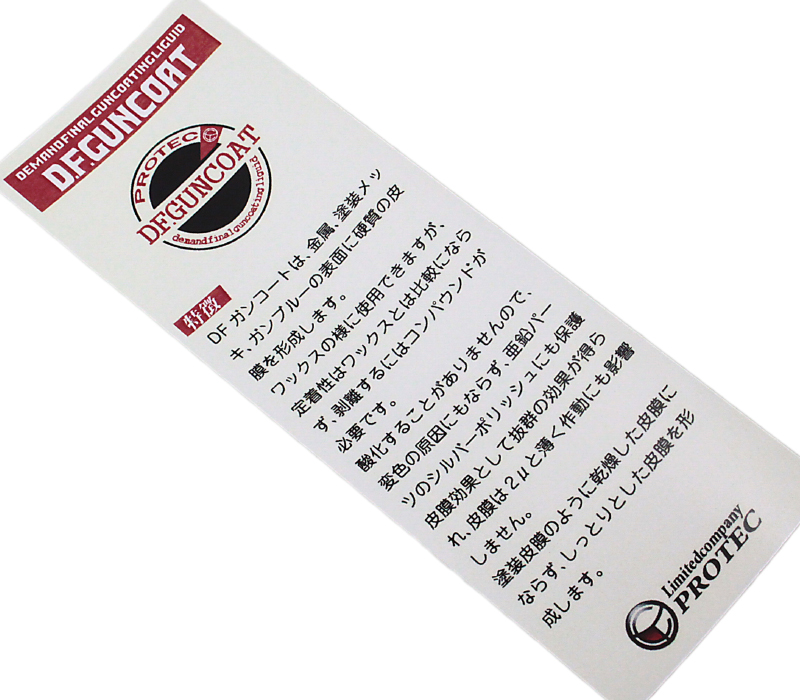 DEMANDFINALGUNCOATINGLIGUID
D.F.GUNCOAT
PROTEC
DF.GUNCOAT
demandfinalguncoatingliquid
特徴
DFガンコートは、金属、塗装メッ
キ、ガンブルーの表面に硬質の皮
膜を形成します。
ワックスの様に使用できますが、
定着性はワックスとは比較になら
ず、剥離するにはコンパウンドが
必要です。
酸化することがありませんので、
変色の原因にもならず、亜鉛パー
ツのシルバーポリッシュにも保護
皮膜効果として抜群の効果が得ら
れ、皮膜は2μと薄く作動にも影響
しません。
塗装皮膜のように乾燥した皮膜に
ならず、しっとりとした皮膜を形
成します。
Limitedcompany
PROTEC